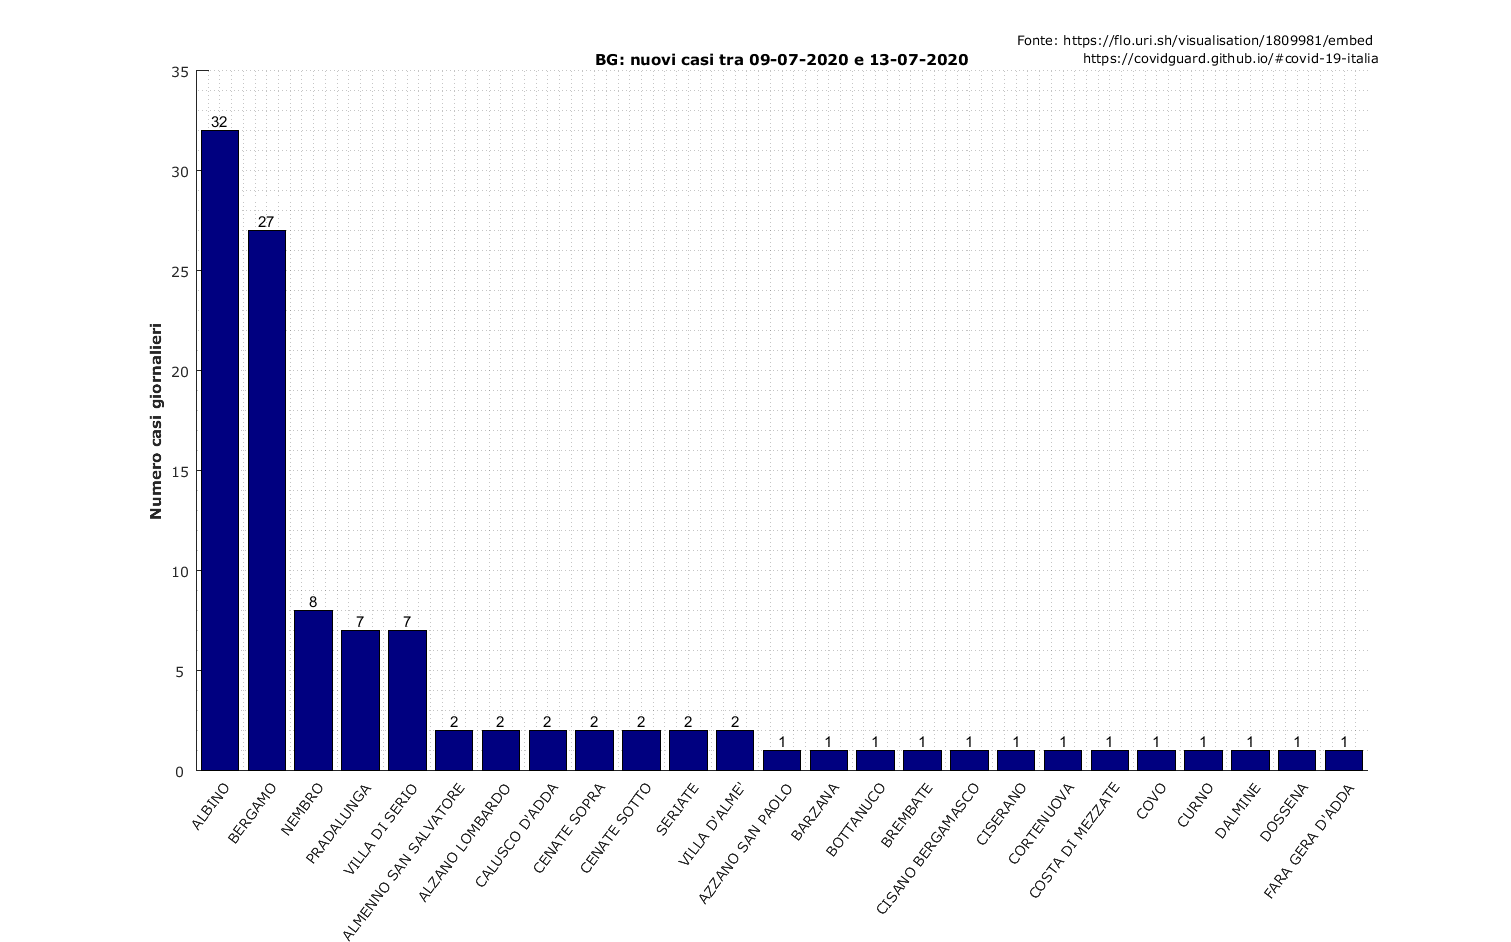 Fonte: https://flo.uri.sh/visualisation/1809981/embed
https://covidguard.github.io/#covid-19-italia
BG: nuovi casi tra 09-07-2020 e 13-07-2020
Numero casi giornalieri
35
30
25
20
15
10
5
0
32
27
8
7
7
2
2
2
2
2
2
2
1
1
1
1
1
1
1
1
1
1
1
1
1
ALBINO
BERGAMO
NEMBRO
PRADALUNGA
VILLA DI SERIO
ALMENNO SAN SALVATORE
ALZANO LOMBARDO
CALUSCO D'ADDA
CENATE SOPRA
CENATE SOTTO
SERIATE
VILLA D'ALME'
AZZANO SAN PAOLO
BARZANA
BOTTANUCO
BREMBATE
CISANO BERGAMASCO
CISERANO
CORTENUOVA
COSTA DI MEZZATE
COVO
CURNO
DALMINE
DOSSENA
FARA GERA D'ADDA